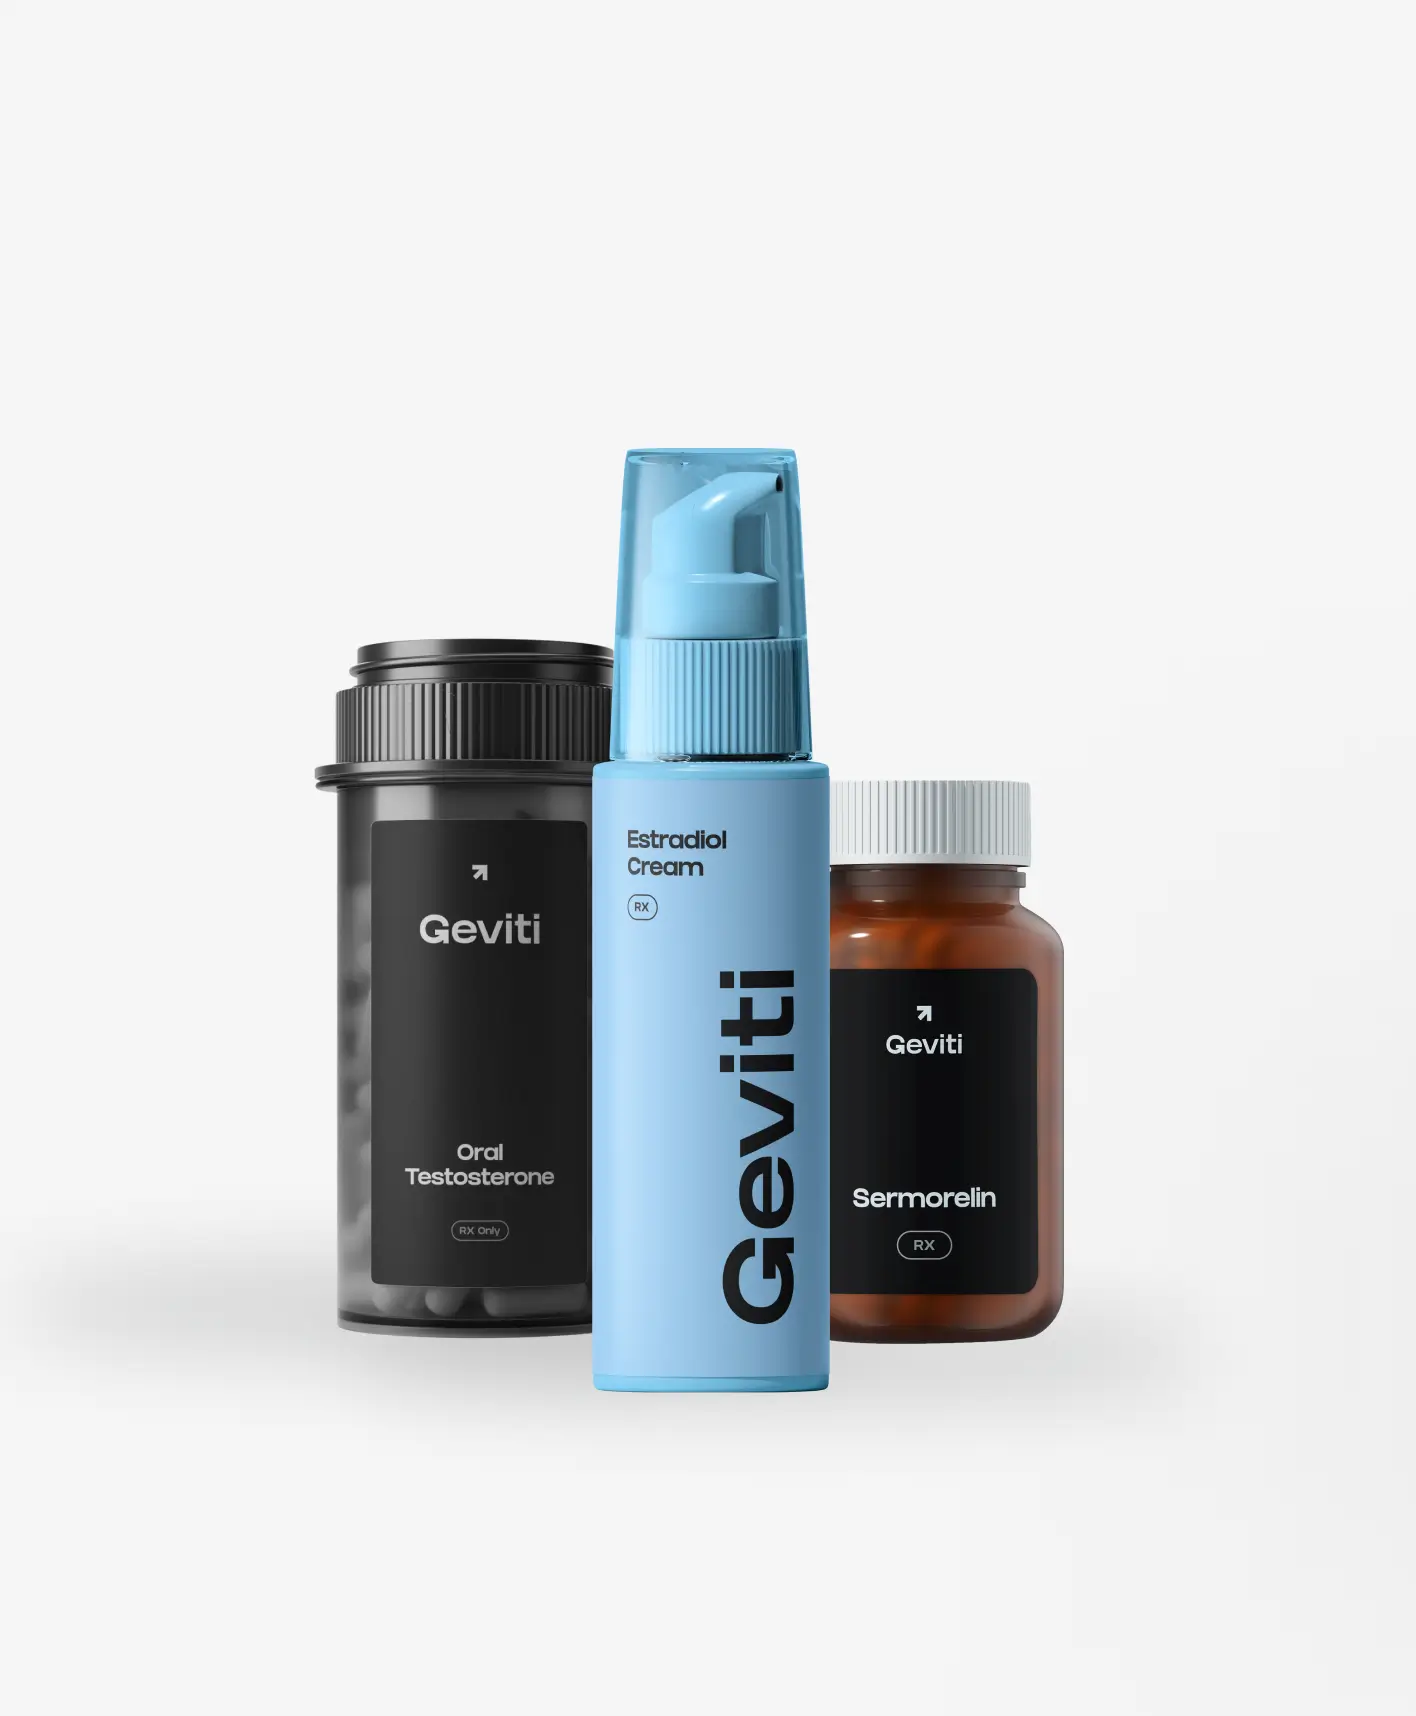 Geviti
Oral
Testosterone
RX Only
Estradiol
Cream
RX
Geviti
Geviti
Sermorelin
RX